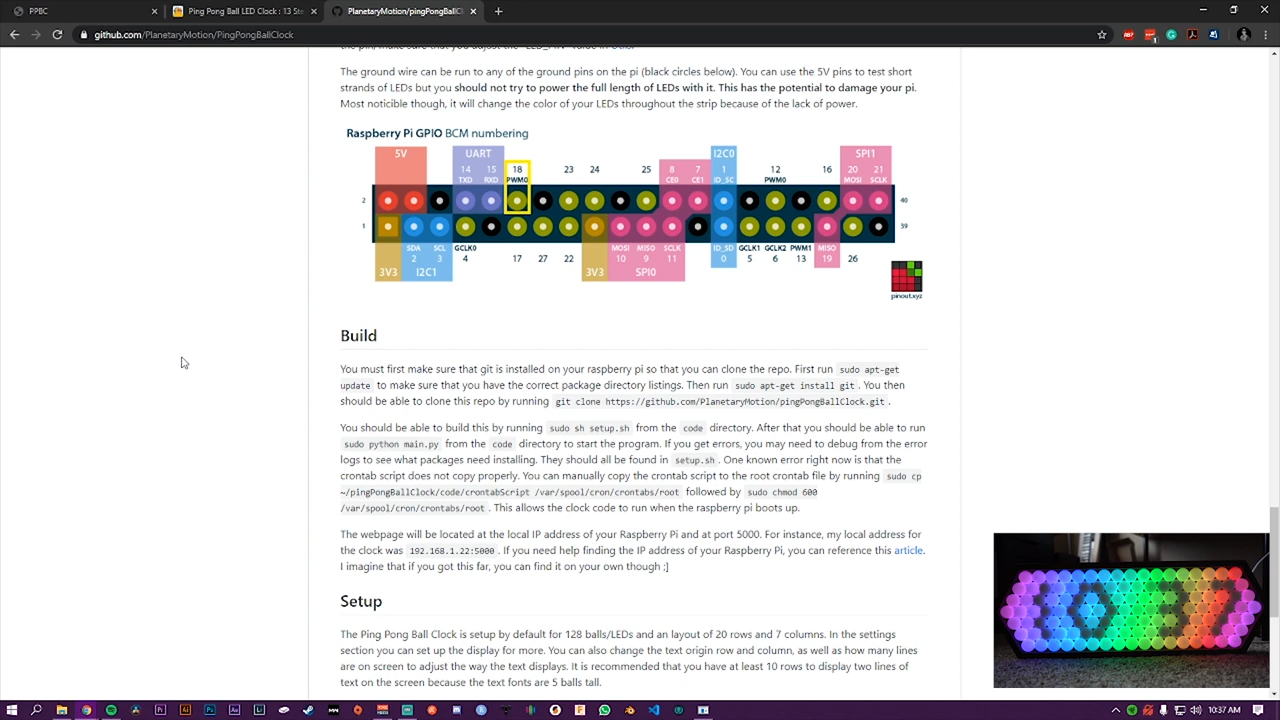 PPBC
Ping Pong Ball LED Clock : 13 Ste
PlanetaryMotion/pingPongBallC
github.com/PlanetaryMotion/PingPongBallClock
The ground wire can be run to any of the ground pins on the pi (black circles below). You can use the 5V pins to test short
strands of LEDs but you should not try to power the full length of LEDs with it. This has the potential to damage your pi.
Most noticible though, it will change the color of your LEDs throughout the strip because of the lack of power.
Raspberry Pi GPIO BCM numbering
5V UART 18 23 24 25 8 7 I2C0 12 16 SPI1
14 15 PWM0 CE0 CE1 1 PWM0 20 21
TXD RXD ID_SC MOSI SCLK
2 40
1 39
SDA SCL GCLK0 MOSI MISO SCLK ID_SD GCLK1 GCLK2 PWM1 MISO
2 3 4 17 27 22 10 9 11 0 5 6 13 19 26
3V3 I2C1 3V3 SPI0
pinout.xyz
Build
You must first make sure that git is installed on your raspberry pi so that you can clone the repo. First run sudo apt-get
update to make sure that you have the correct package directory listings. Then run sudo apt-get install git. You then
should be able to clone this repo by running git clone https://github.com/PlanetaryMotion/pingPongBallClock.git .
You should be able to build this by running sudo sh setup.sh from the code directory. After that you should be able to run
sudo python main.py from the code directory to start the program. If you get errors, you may need to debug from the error
logs to see what packages need installing. They should all be found in setup.sh . One known error right now is that the
crontab script does not copy properly. You can manually copy the crontab script to the root crontab file by running sudo cp
~/pingPongBallClock/code/crontabScript /var/spool/cron/crontabs/root followed by sudo chmod 600
/var/spool/cron/crontabs/root . This allows the clock code to run when the raspberry pi boots up.
The webpage will be located at the local IP address of your Raspberry Pi and at port 5000. For instance, my local address for
the clock was 192.168.1.22:5000 . If you need help finding the IP address of your Raspberry Pi, you can reference this article.
I imagine that if you got this far, you can find it on your own though ;]
Setup
The Ping Pong Ball Clock is setup by default for 128 balls/LEDs and an layout of 20 rows and 7 columns. In the settings
section you can set up the display for more. You can also change the text origin row and column, as well as how many lines
are on screen to adjust the way the text displays. It is recommended that you have at least 10 rows to display two lines of
text on the screen because the text fonts are 5 balls tall.
10:37 AM